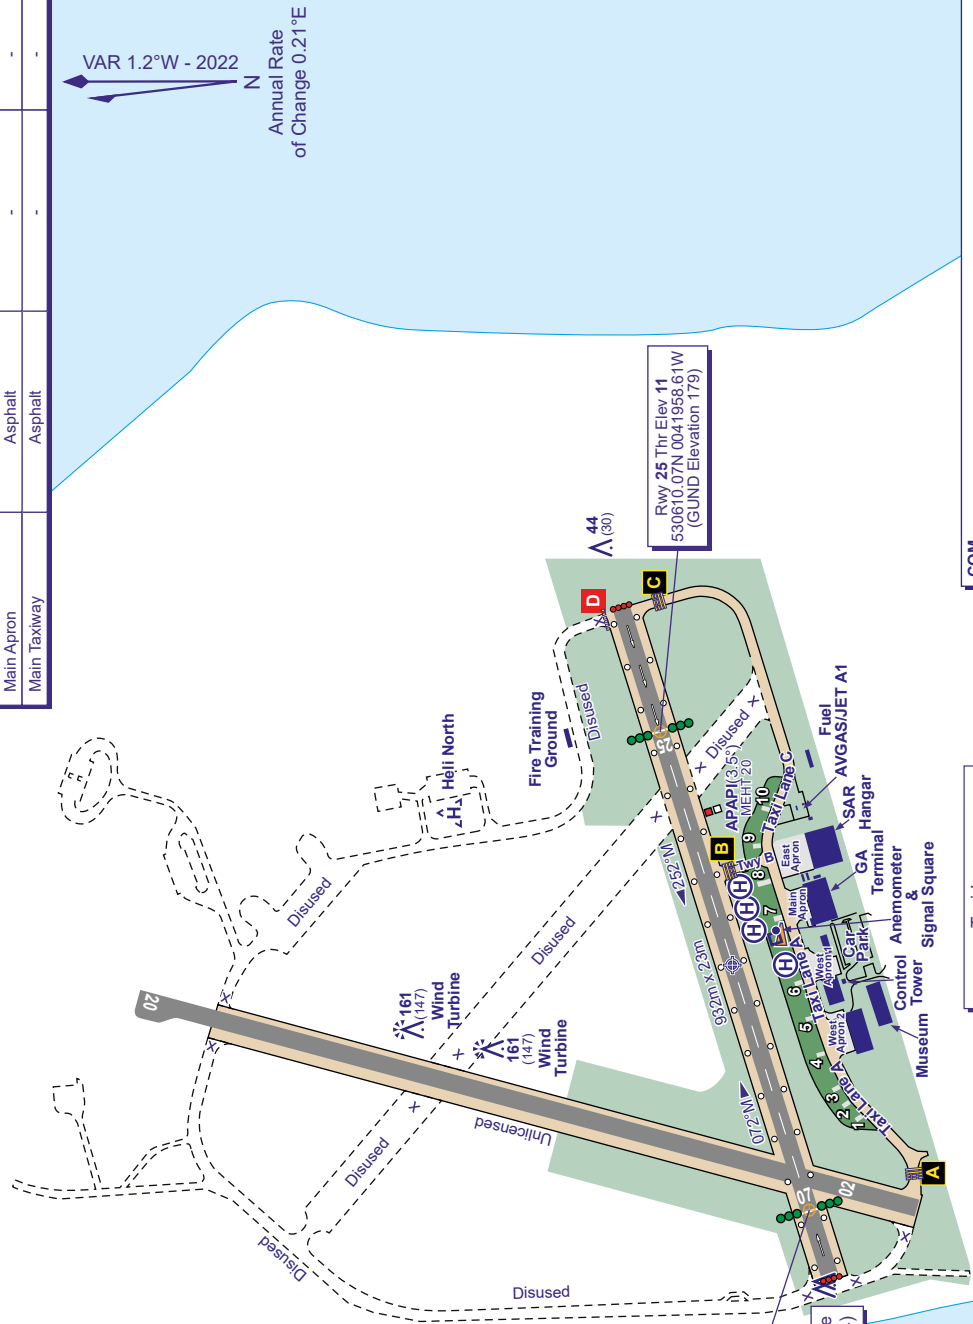 Main Apron Asphalt - -
Main Taxiway Asphalt - -
VAR 1.2°W - 2022
N
Annual Rate
of Change 0.21°E
Rwy 25 Thr Elev 11
530610.07N 0041958.61W
(GUND Elevation 179)
44
(30)
D
C
Disused
Fire Training
Ground
Heli North
H
Disused
Disused
Disused
20
161
(147)
Wind
Turbine
161
(147)
Wind
Turbine
Unlicensed
Disused
Disused
Disused
25
252°M
932m x 23m
072°M
07
02
APAPI(3.5°)
MEHT 20
B
Twy B
H
H
H
H
1
2
3
4
5
6
7
8
9
10
Taxi Lane A
Taxi Lane A
Taxi Lane C
East
Apron
Main
Apron
West
Apron 1
West
Apron 2
Car
Park
Fuel
AVGAS/JET A1
SAR
Hangar
GA
Terminal
Anemometer
&
Signal Square
Control
Tower
Museum
A
COM